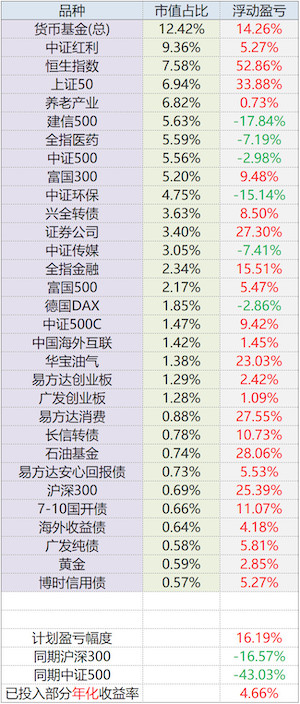 品种 市值占比 浮动盈亏
货币基金(总) 12.42% 14.26%
中证红利 9.36% 5.27%
恒生指数 7.58% 52.86%
上证50 6.94% 33.88%
养老产业 6.82% 0.73%
建信500 5.63% -17.84%
全指医药 5.59% -7.19%
中证500 5.56% -2.98%
富国300 5.20% 9.48%
中证环保 4.75% -15.14%
兴全转债 3.63% 8.50%
证券公司 3.40% 27.30%
中证传媒 3.05% -7.41%
全指金融 2.34% 15.51%
富国500 2.17% 5.47%
德国DAX 1.85% -2.86%
中证500C 1.47% 9.42%
中国海外互联 1.42% 1.45%
华宝油气 1.38% 23.03%
易方达创业板 1.29% 2.42%
广发创业板 1.28% 1.09%
易方达消费 0.88% 27.55%
长信转债 0.78% 10.73%
石油基金 0.74% 28.06%
易方达安心回报债 0.73% 5.53%
沪深300 0.69% 25.39%
7-10国开债 0.66% 11.07%
海外收益债 0.64% 4.18%
广发纯债 0.58% 5.81%
黄金 0.59% 2.85%
博时信用债 0.57% 5.27%
计划盈亏幅度 16.19%
同期沪深300 -16.57%
同期中证500 -43.03%
已投入部分年化收益率 4.66%